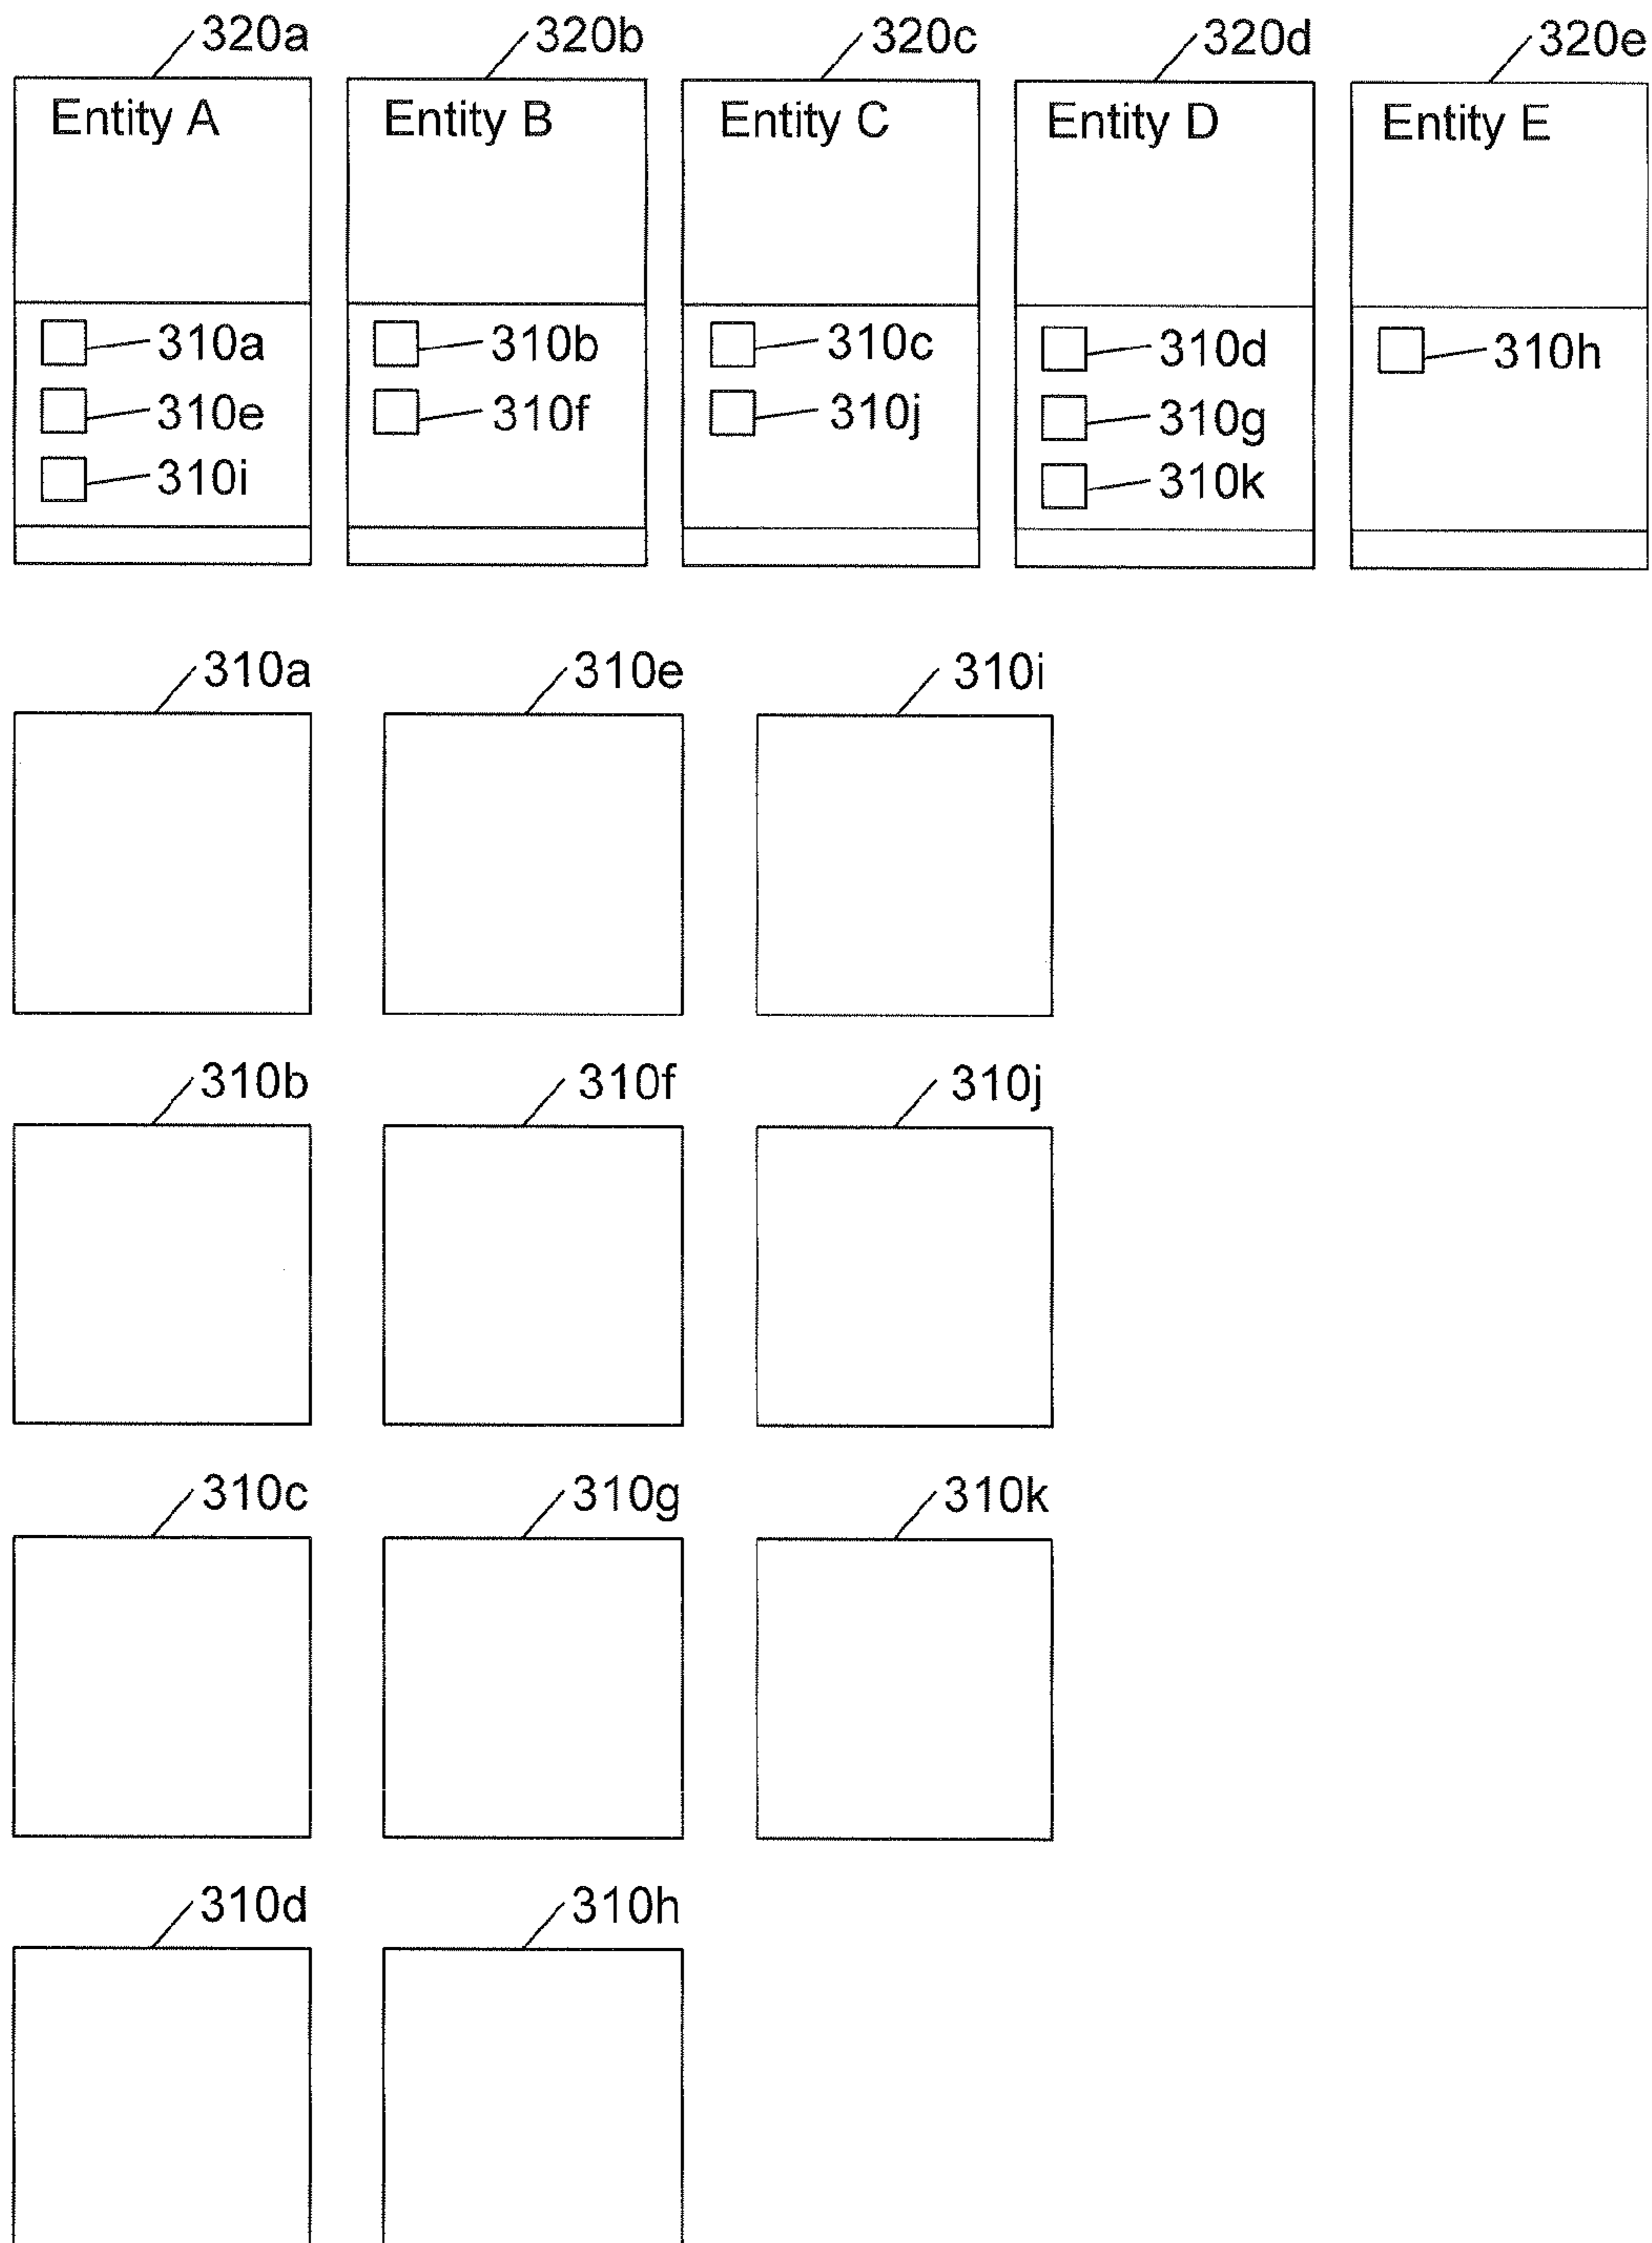 320a 320b 320c 320d 320e
Entity A Entity B Entity C Entity D Entity E
310a 310b 310c 310d 310h
310e 310f 310j 310g
310i 310k
310a 310e 310i
310b 310f 310j
310c 310g 310k
310d 310h